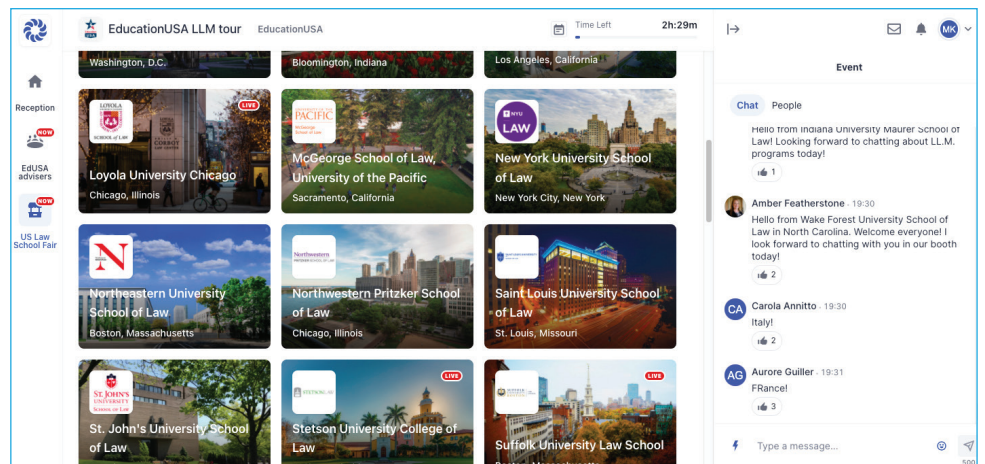 EducationUSA LLM tour
EducationUSA
Time Left
2h:29m
MK
Reception
NOW
EdUSA
advisers
NOW
US Law
School Fair
Washington, D.C.
Bloomington, Indiana
Los Angeles, California
LOYOLA
SCHOOL of LAW
LIVE
Loyola University Chicago
Chicago, Illinois
PACIFIC
McGeorge School of Law,
University of the Pacific
Sacramento, California
NYU
LAW
New York University School
of Law
New York City, New York
N
Northeastern University
School of Law
Boston, Massachusetts
Northwestern
PRITZKER SCHOOL OF LAW
Northwestern Pritzker School
of Law
Chicago, Illinois
Saint Louis University School
of Law
St. Louis, Missouri
ST. JOHN'S
UNIVERSITY
SCHOOL OF LAW
St. John's University School
of Law
STETSON LAW
LIVE
Stetson University College of
Law
LIVE
Suffolk University Law School
Boston, Massachusetts
Event
Chat
People
Hello from Indiana University Maurer School of
Law! Looking forward to chatting about LL.M.
programs today!
1
Amber Featherstone · 19:30
Hello from Wake Forest University School of
Law in North Carolina. Welcome everyone! I
look forward to chatting with you in our booth
today!
2
CA
Carola Annitto · 19:30
Italy!
2
AG
Aurore Guiller · 19:31
FRance!
3
Type a message...
500